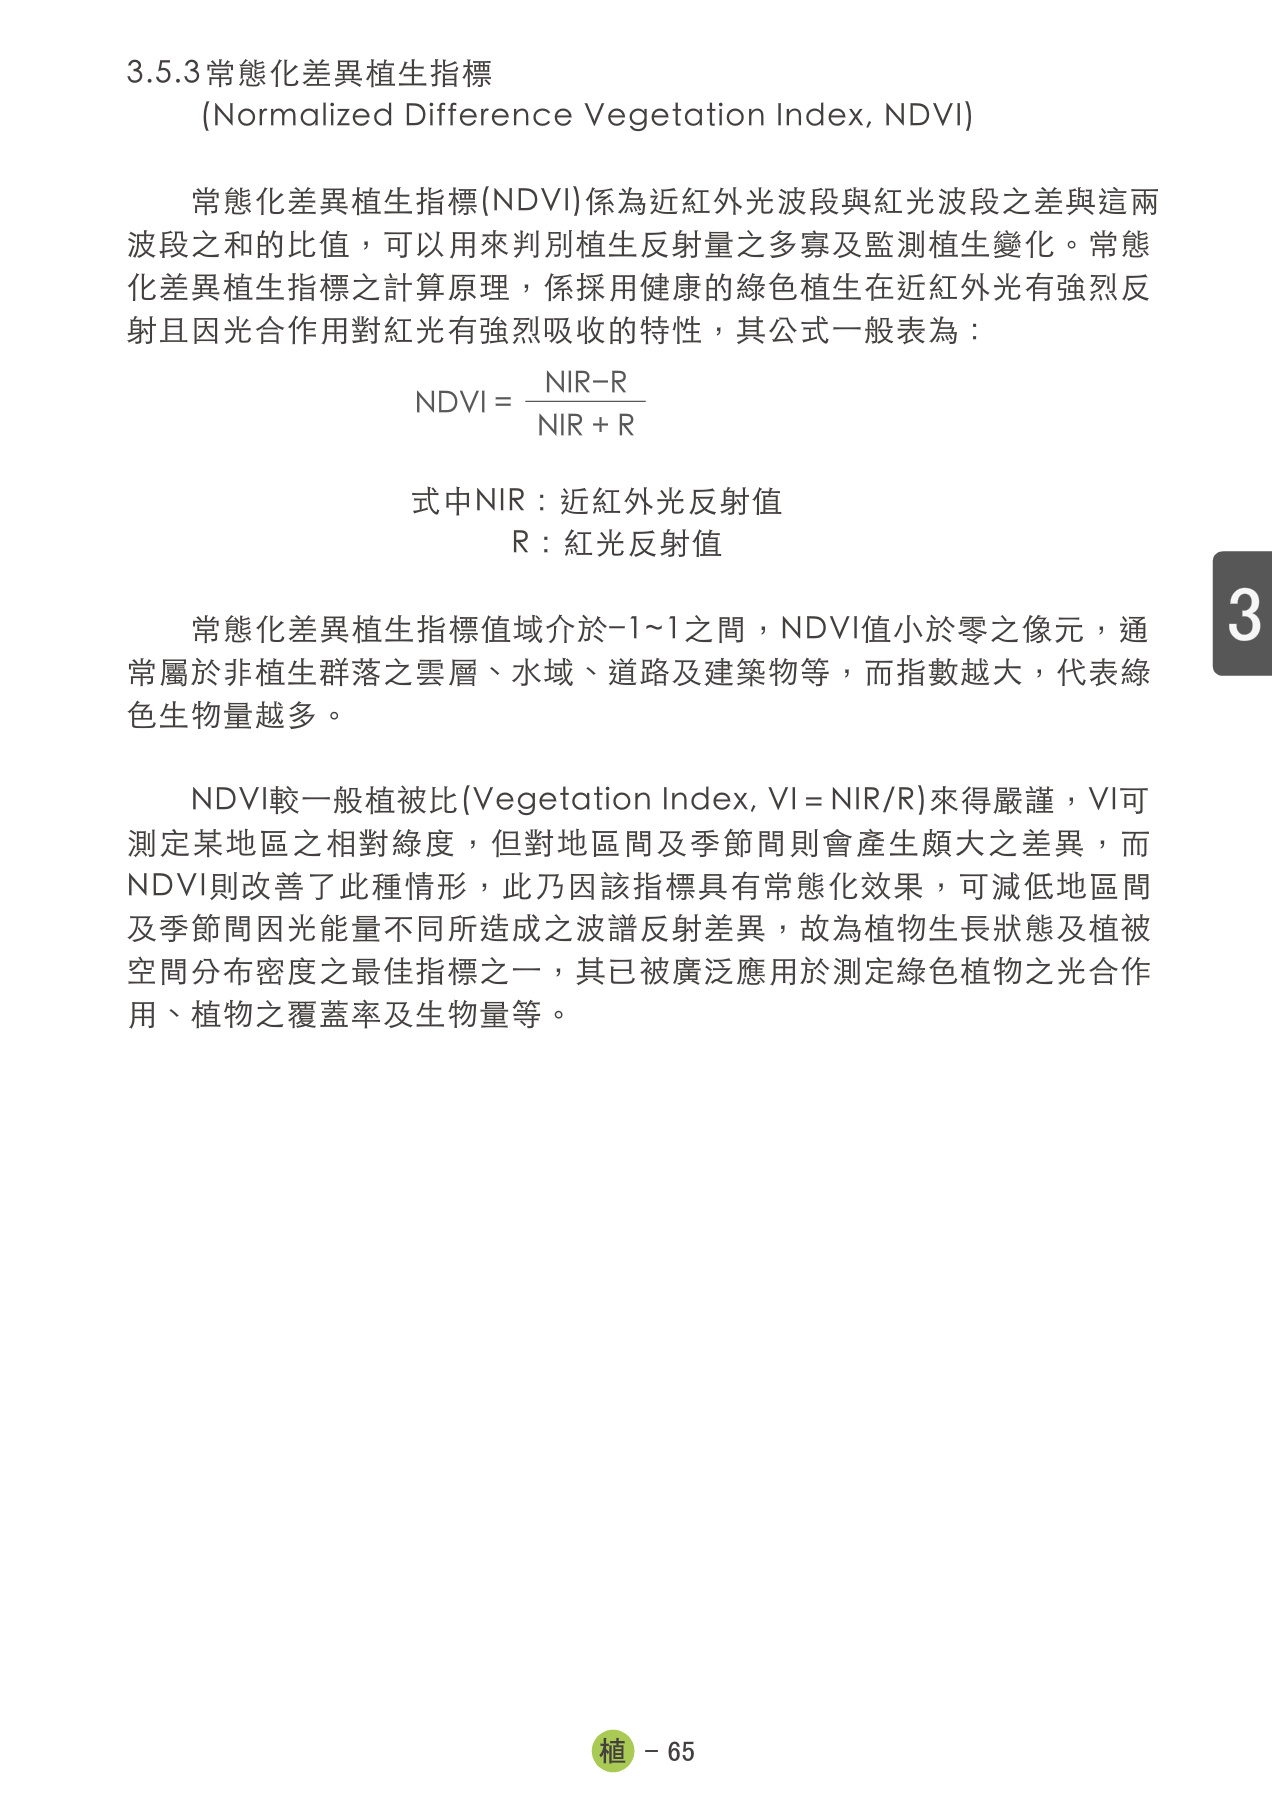 3.5.3常態化差異植生指標
(Normalized Difference Vegetation Index, NDVI)
常態化差異植生指標(NDVI)係為近紅外光波段與紅光波段之差與這兩
波段之和的比值，可以用來判別植生反射量之多寡及監測植生變化。常態
化差異植生指標之計算原理，係採用健康的綠色植生在近紅外光有強烈反
射且因光合作用對紅光有強烈吸收的特性，其公式一般表為：
NIR−R
NDVI =
NIR + R
式中NIR：近紅外光反射值
R：紅光反射值
3
常態化差異植生指標值域介於−1~1之間，NDVI值小於零之像元，通
常屬於非植生群落之雲層、水域、道路及建築物等，而指數越大，代表綠
色生物量越多。
NDVI較一般植被比(Vegetation Index, VI = NIR/R)來得嚴謹，VI可
測定某地區之相對綠度，但對地區間及季節間則會產生頗大之差異，而
NDVI則改善了此種情形，此乃因該指標具有常態化效果，可減低地區間
及季節間因光能量不同所造成之波譜反射差異，故為植物生長狀態及植被
空間分布密度之最佳指標之一，其已被廣泛應用於測定綠色植物之光合作
用、植物之覆蓋率及生物量等。
植 − 65